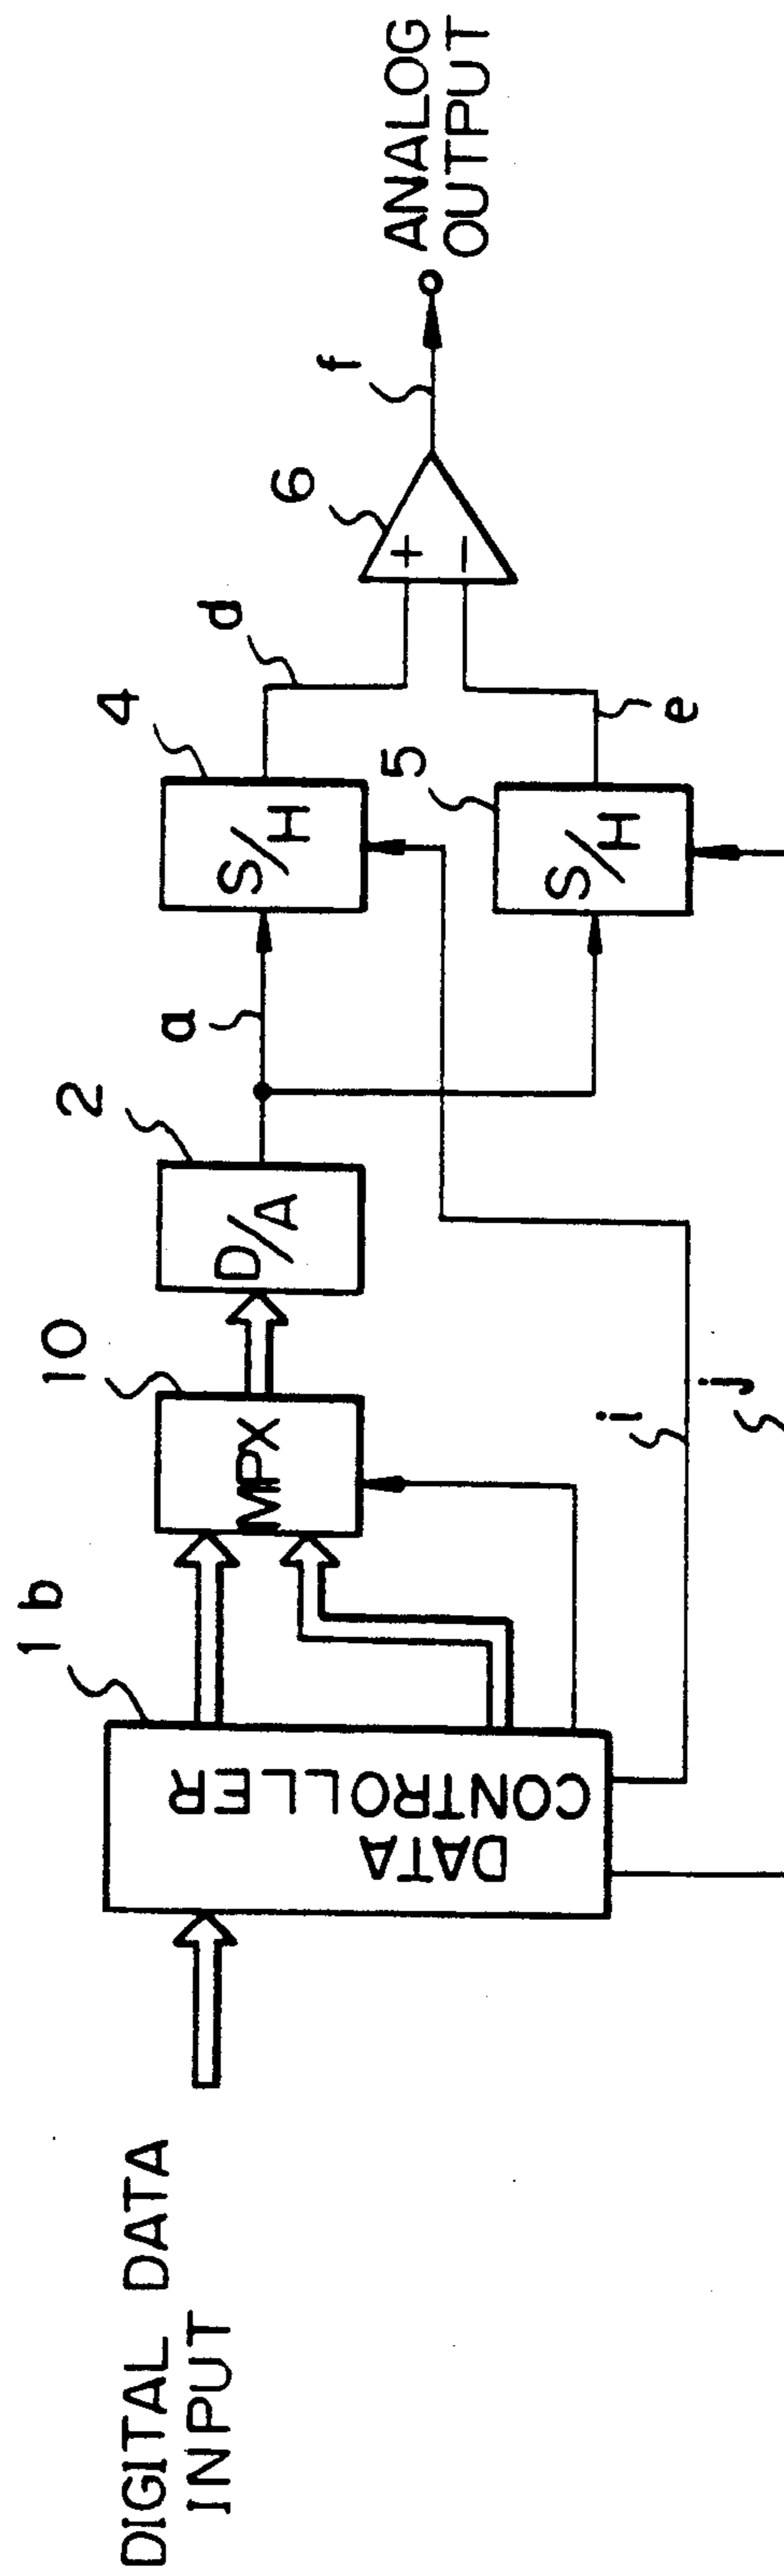 DIGITAL DATA
INPUT
1b
DATA
CONTROLLER
10
MPX
2
D/A
a
4
S/H
5
S/H
d
e
6
+
−
f
ANALOG
OUTPUT
i
j